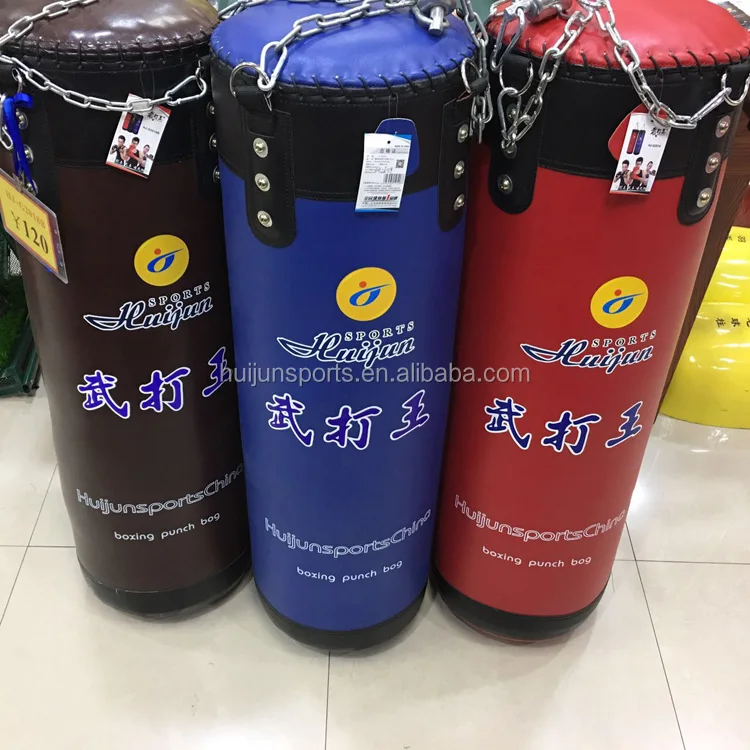 ¥120
SPORTS
Huijun
武打王
HuijunsportsChina
boxing punch bag
SPORTS
Huijun
武打王
HuijunsportsChina
boxing punch bag
SPORTS
Huijun
武打王
HuijunsportsChina
boxing punch bag
huijunsports.en.alibaba.com